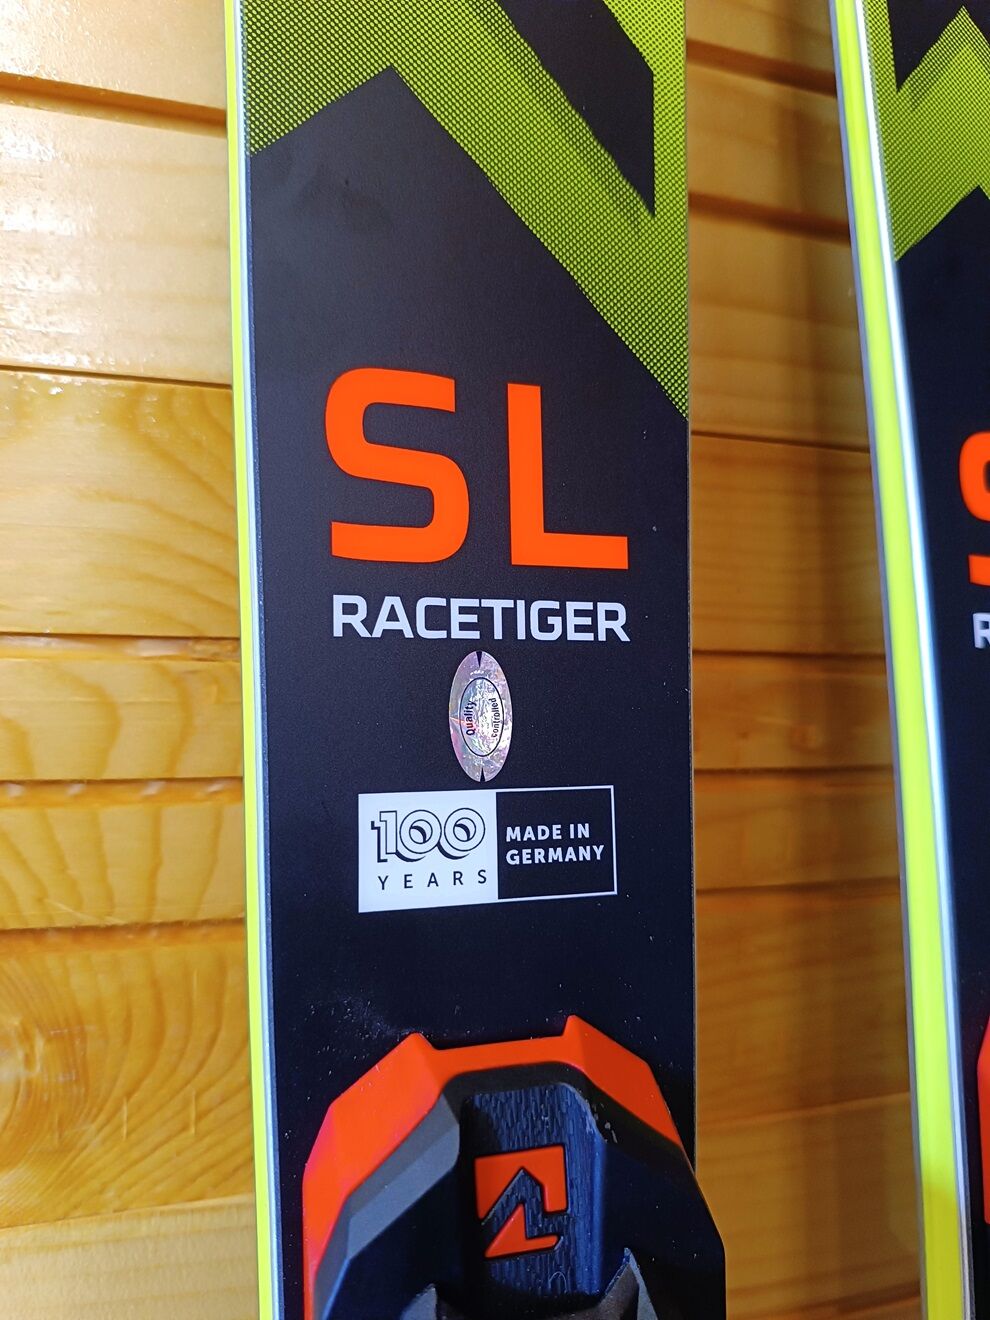 SL
RACETIGER
Quality
controlled
100
YEARS
MADE IN
GERMANY
S
R